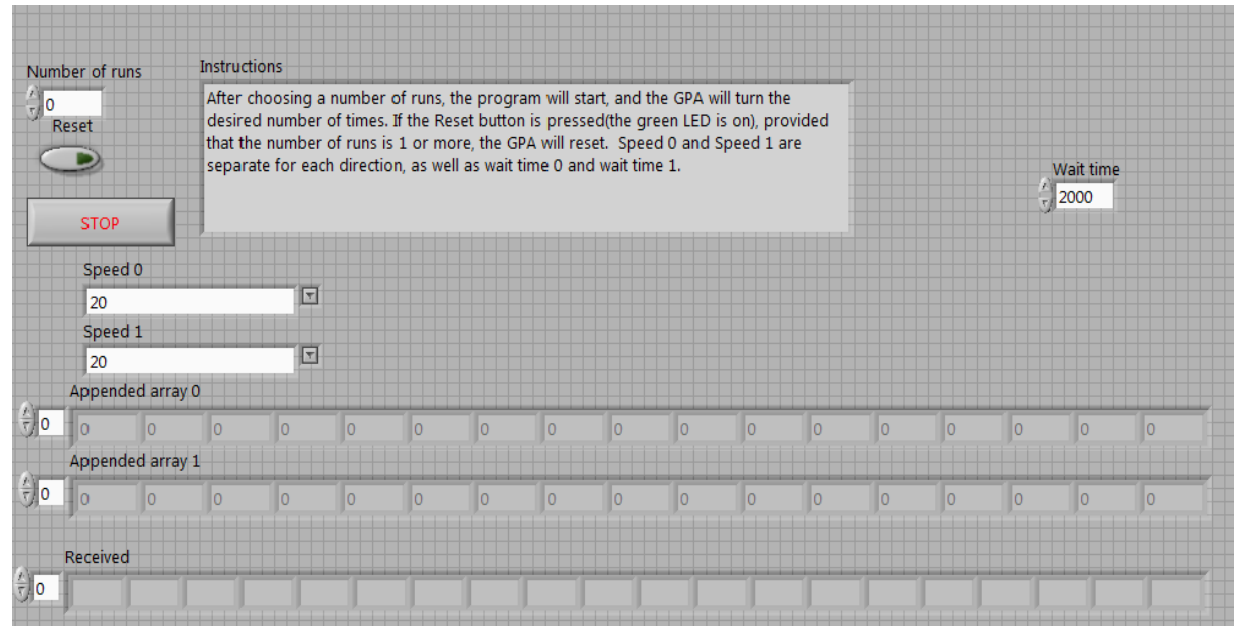 Number of runs
0
Reset
STOP
Instructions
After choosing a number of runs, the program will start, and the GPA will turn the
desired number of times. If the Reset button is pressed(the green LED is on), provided
that the number of runs is 1 or more, the GPA will reset.  Speed 0 and Speed 1 are
separate for each direction, as well as wait time 0 and wait time 1.
Wait time
2000
Speed 0
20
Speed 1
20
Appended array 0
0 0 0 0 0 0 0 0 0 0 0 0 0 0 0 0 0 0
Appended array 1
0 0 0 0 0 0 0 0 0 0 0 0 0 0 0 0 0 0
Received
0